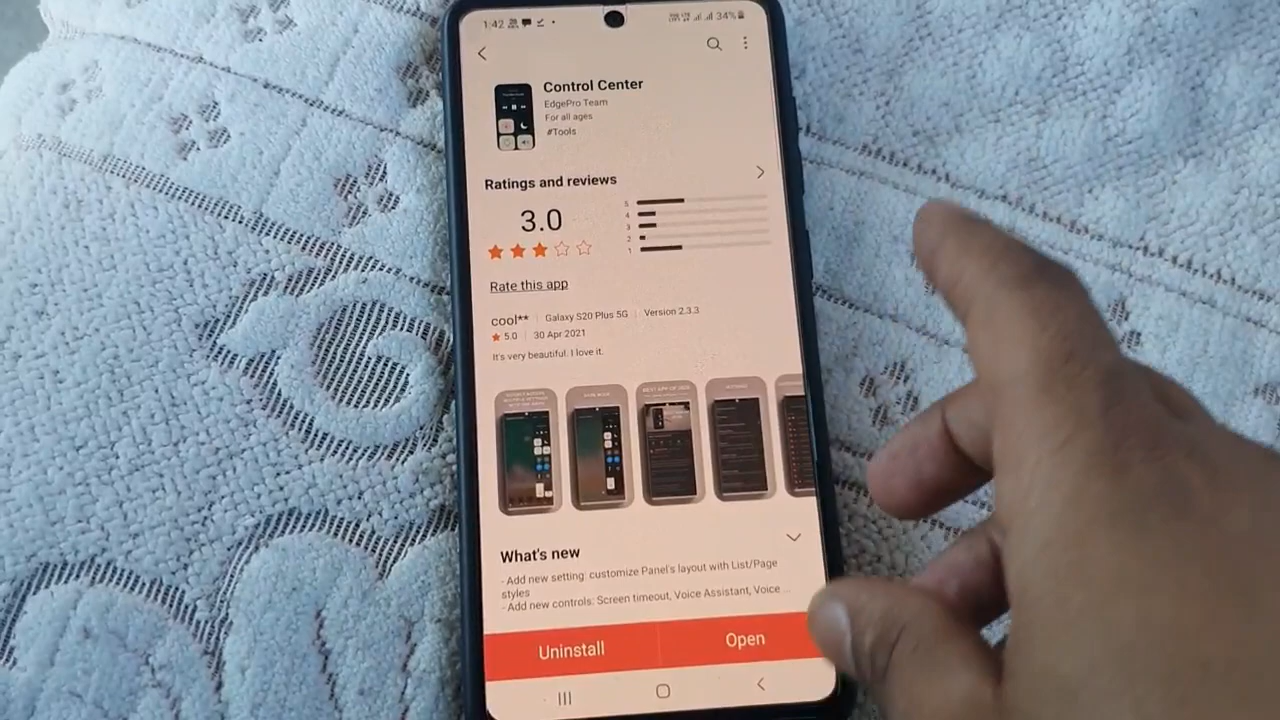 1:42
34%
Control Center
EdgePro Team
For all ages
#Tools
Ratings and reviews
3.0
5
4
3
2
1
Rate this app
cool** Galaxy S20 Plus 5G Version 2.3.3
5.0 30 Apr 2021
It's very beautiful. I love it.
What's new
- Add new setting: customize Panel's layout with List/Page
styles
- Add new controls: Screen timeout, Voice Assistant, Voice ...
Uninstall Open